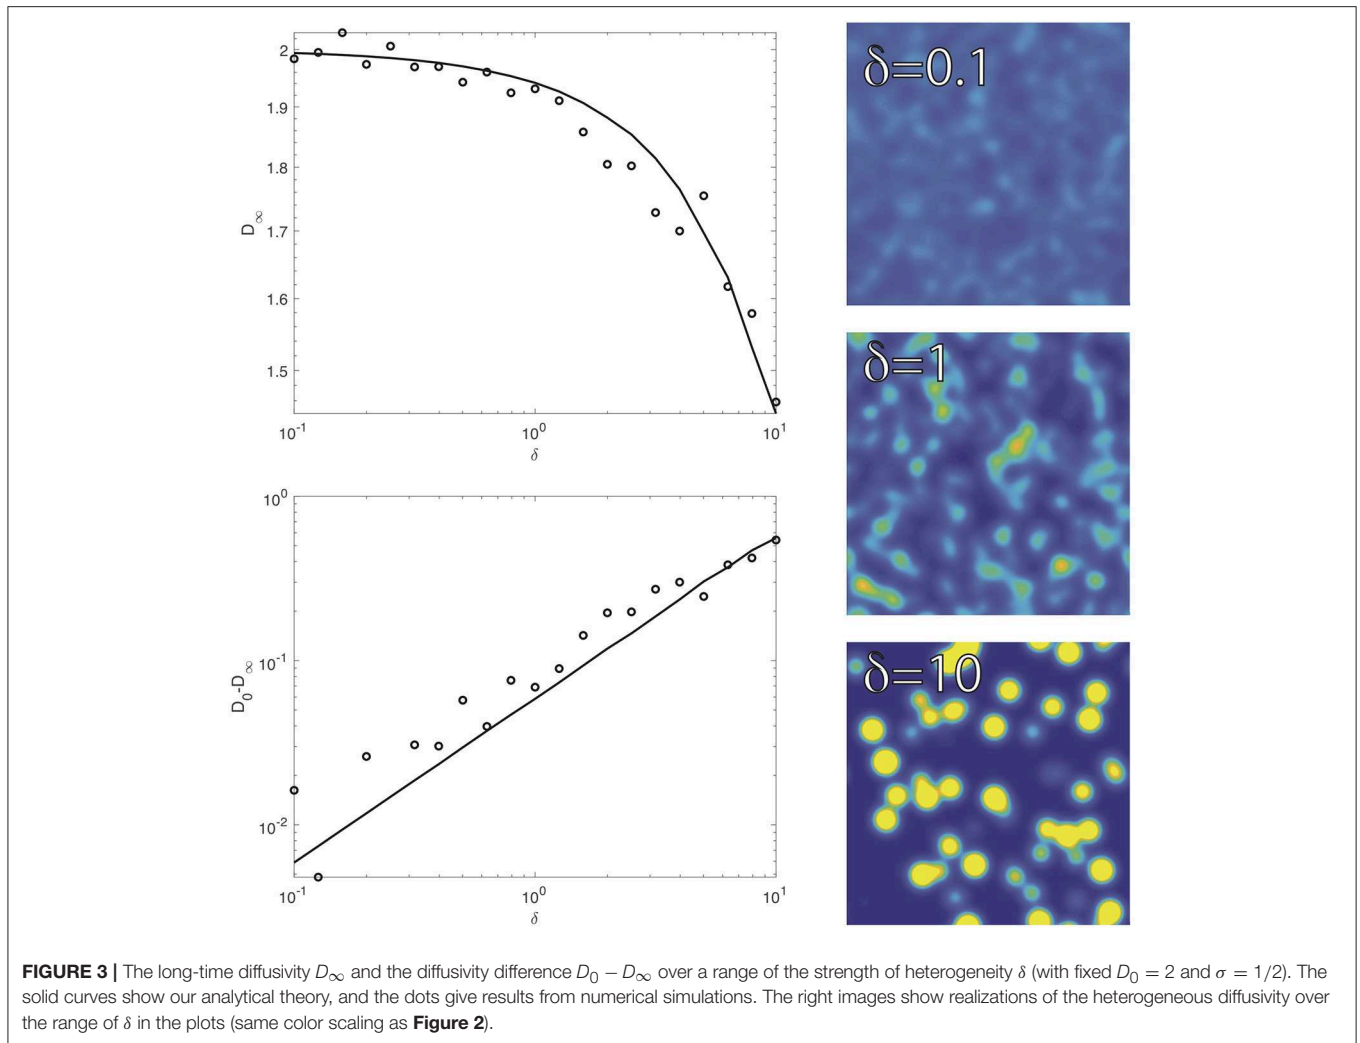 2
1.9
1.8
1.7
1.6
1.5
D∞
10⁻¹
10⁰
10¹
δ
δ=0.1
δ=1
10⁰
10⁻¹
10⁻²
D₀-D∞
10⁻¹
10⁰
10¹
δ
δ=10
FIGURE 3 | The long-time diffusivity D∞ and the diffusivity difference D₀ − D∞ over a range of the strength of heterogeneity δ (with fixed D₀ = 2 and σ = 1/2). The
solid curves show our analytical theory, and the dots give results from numerical simulations. The right images show realizations of the heterogeneous diffusivity over
the range of δ in the plots (same color scaling as Figure 2).